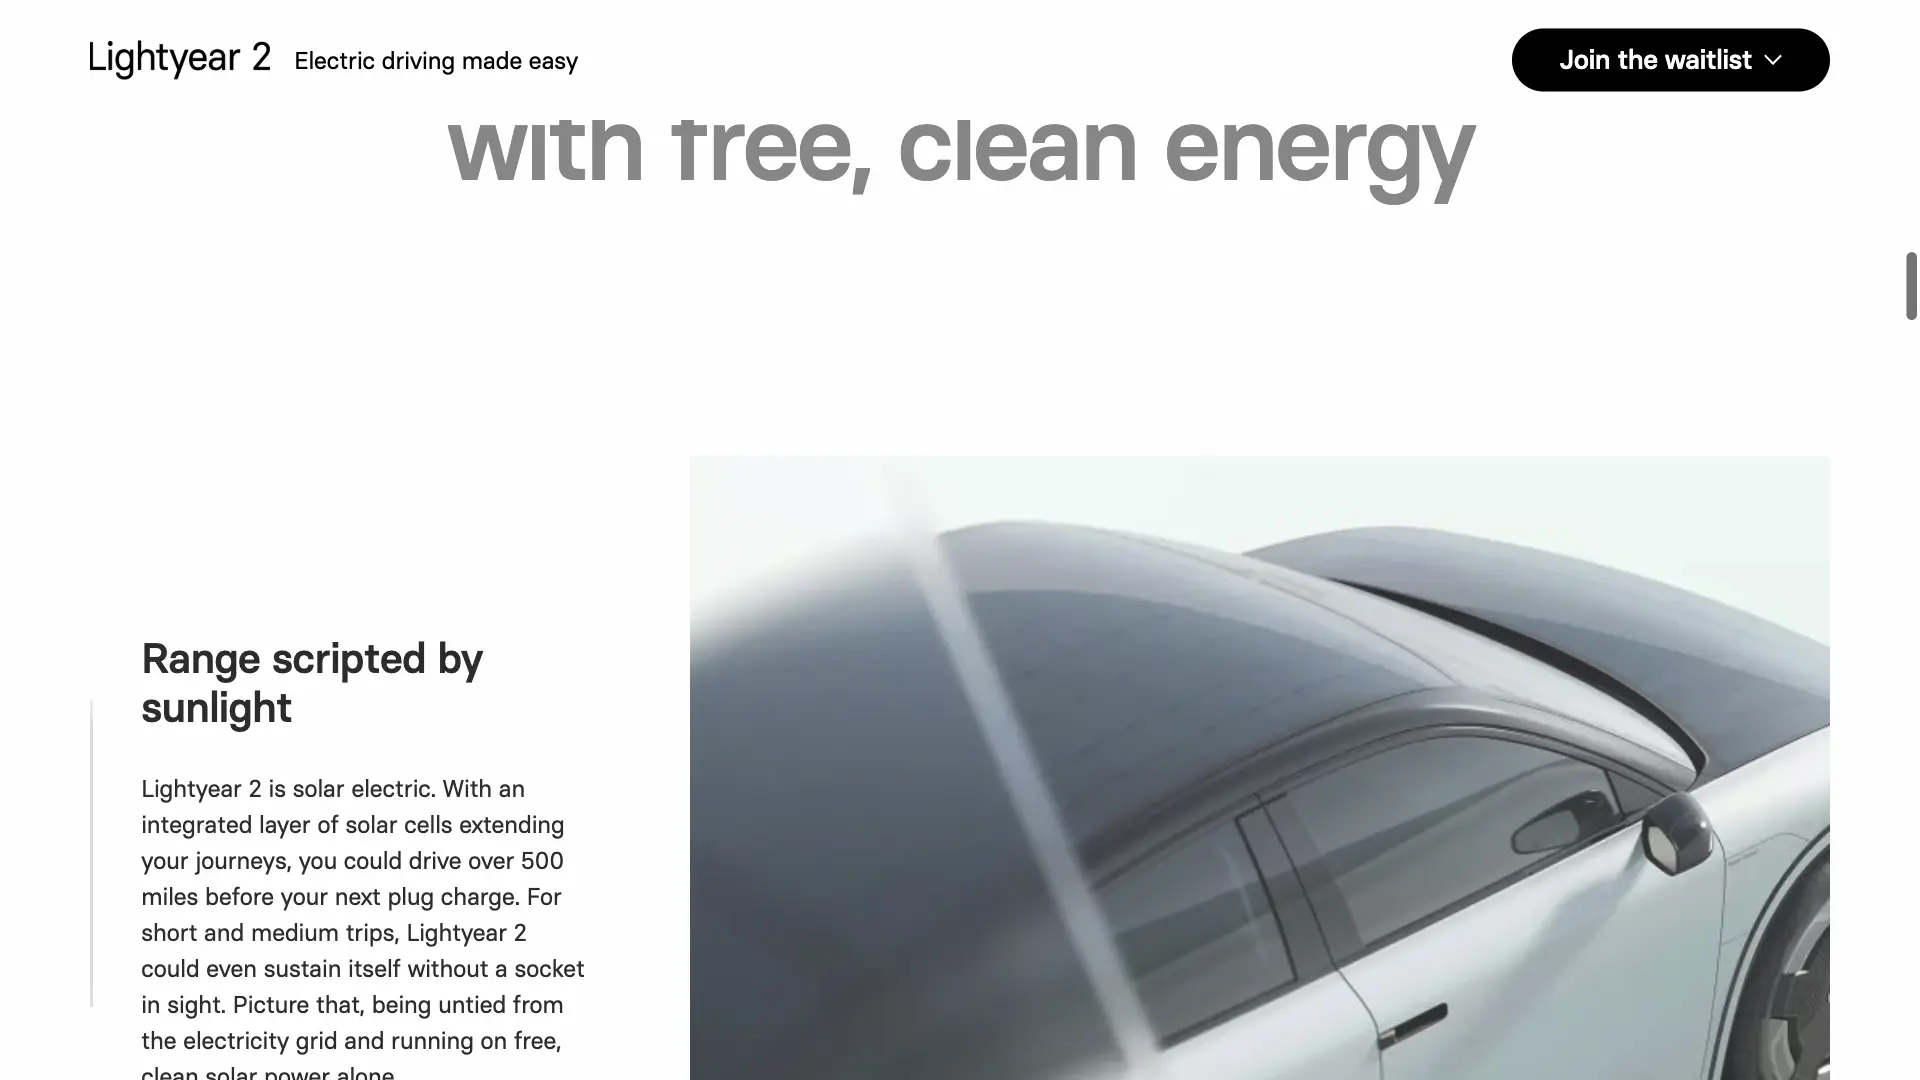 Lightyear 2 Electric driving made easy
Join the waitlist
with free, clean energy
Range scripted by
sunlight
Lightyear 2 is solar electric. With an
integrated layer of solar cells extending
your journeys, you could drive over 500
miles before your next plug charge. For
short and medium trips, Lightyear 2
could even sustain itself without a socket
in sight. Picture that, being untied from
the electricity grid and running on free,
clean solar power alone.